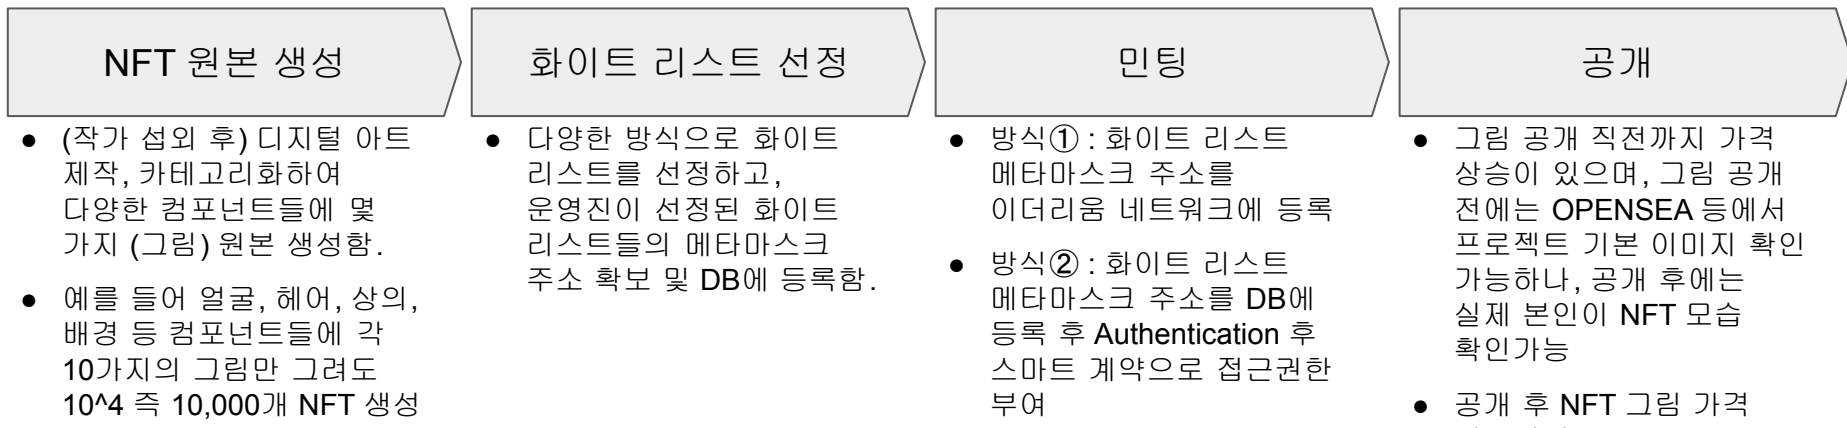 NFT 원본 생성
● (작가 섭외 후) 디지털 아트
제작, 카테고리화하여
다양한 컴포넌트들에 몇
가지 (그림) 원본 생성함.
● 예를 들어 얼굴, 헤어, 상의,
배경 등 컴포넌트들에 각
10가지의 그림만 그려도
10^4 즉 10,000개 NFT 생성
화이트 리스트 선정
● 다양한 방식으로 화이트
리스트를 선정하고,
운영진이 선정된 화이트
리스트들의 메타마스크
주소 확보 및 DB에 등록함.
민팅
● 방식① : 화이트 리스트
메타마스크 주소를
이더리움 네트워크에 등록
● 방식② : 화이트 리스트
메타마스크 주소를 DB에
등록 후 Authentication 후
스마트 계약으로 접근권한
부여
공개
● 그림 공개 직전까지 가격
상승이 있으며, 그림 공개
전에는 OPENSEA 등에서
프로젝트 기본 이미지 확인
가능하나, 공개 후에는
실제 본인이 NFT 모습
확인가능
● 공개 후 NFT 그림 가격